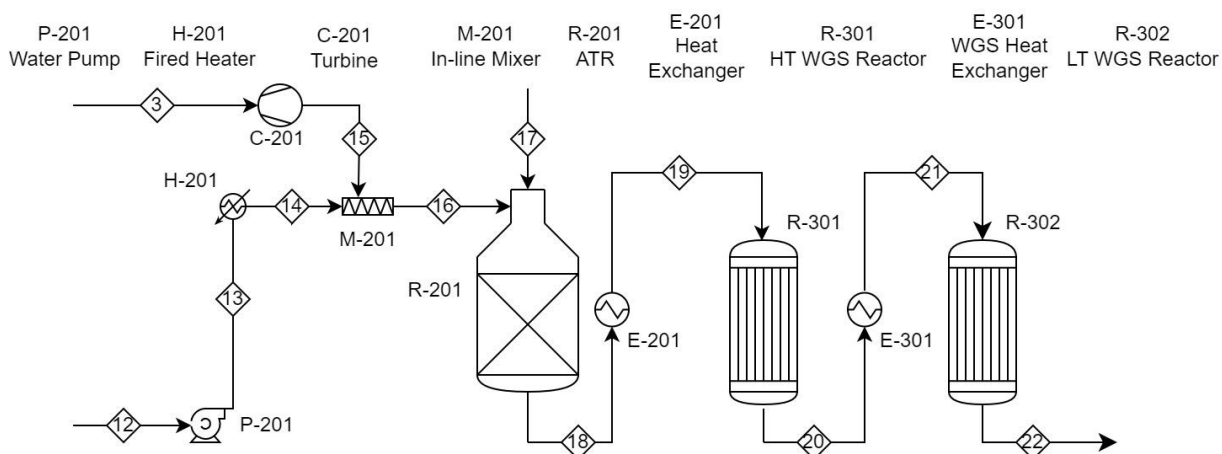 P-201
Water Pump
H-201
Fired Heater
C-201
Turbine
M-201
In-line Mixer
R-201
ATR
E-201
Heat
Exchanger
R-301
HT WGS Reactor
E-301
WGS Heat
Exchanger
R-302
LT WGS Reactor
3
C-201
15
17
H-201
14
M-201
16
19
21
R-301
R-302
13
R-201
E-201
E-301
12
C
P-201
18
20
22